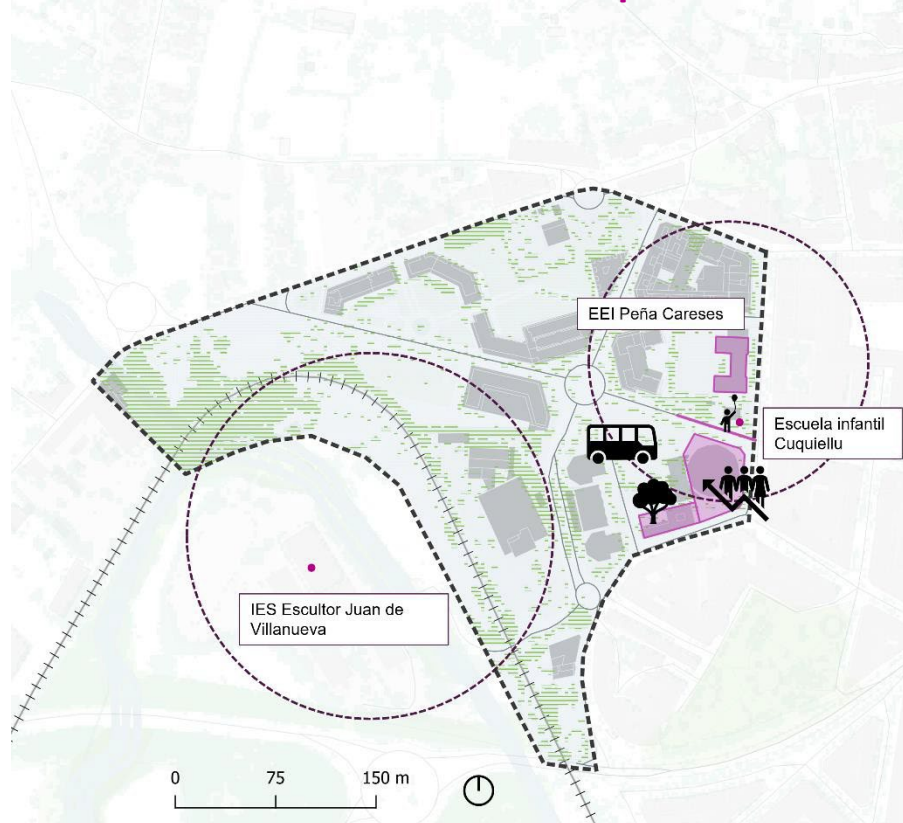 EEI Peña Careses
Escuela infantil
Cuquiellu
IES Escultor Juan de
Villanueva
0 75 150 m